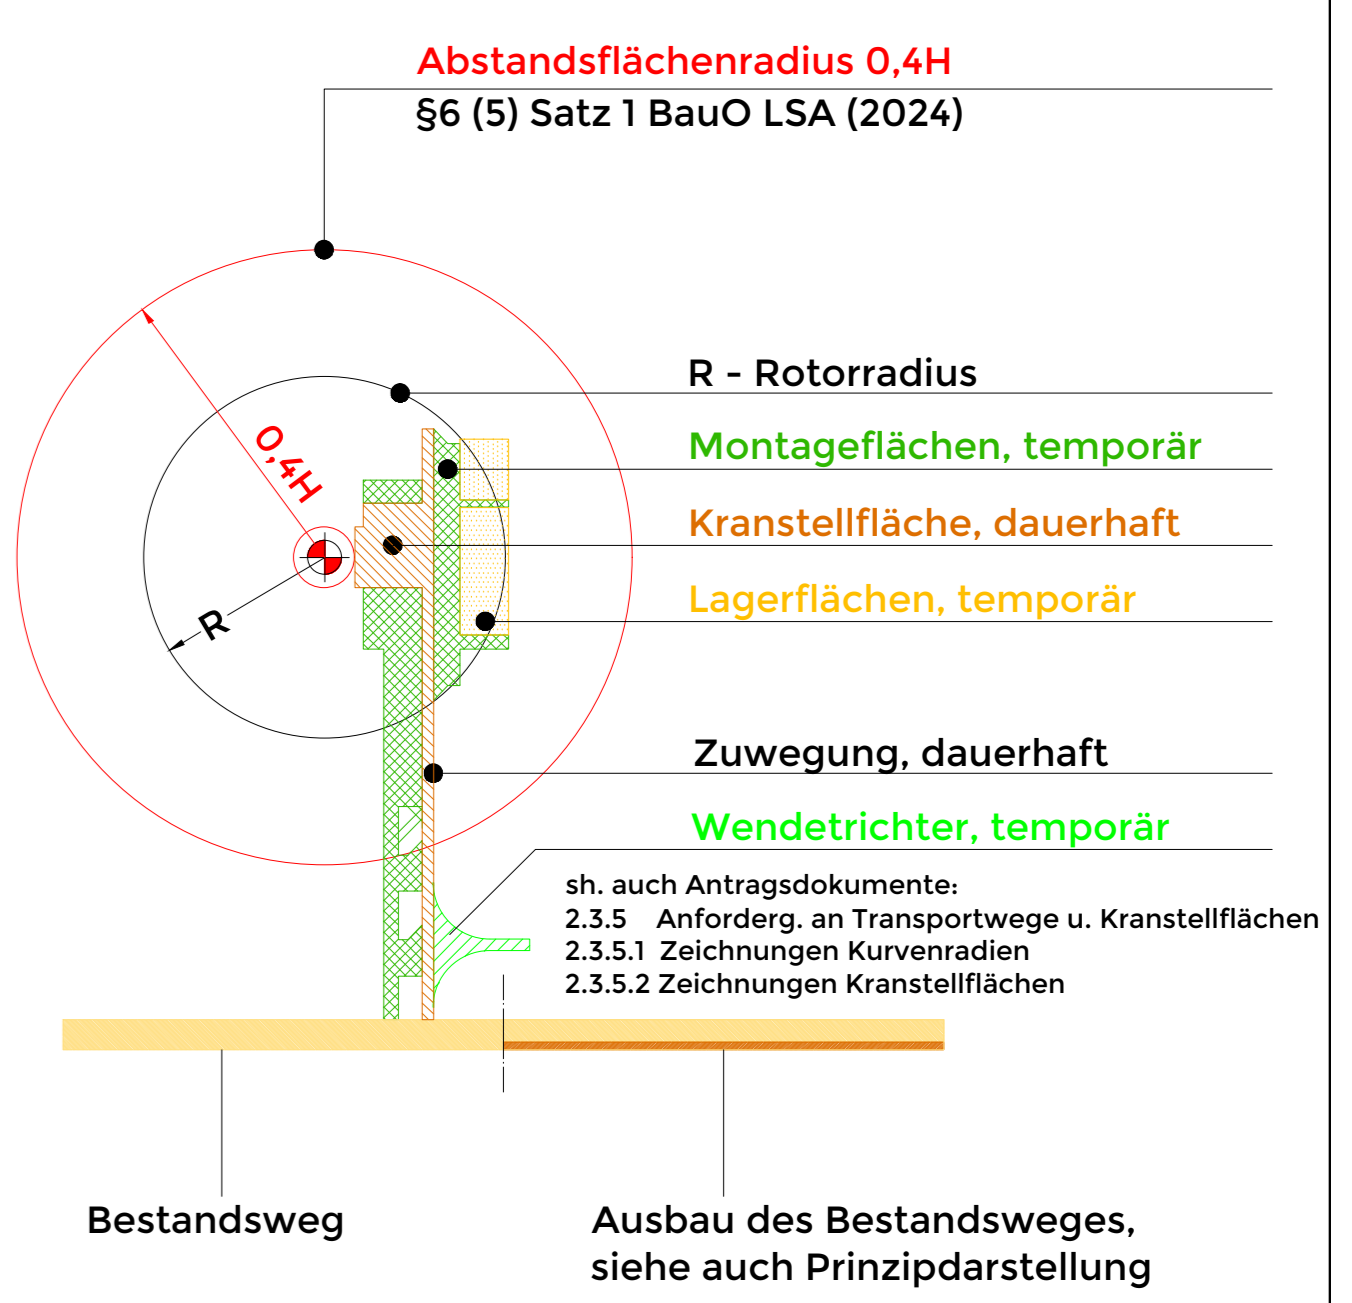 Abstandsflächenradius 0,4H
§6 (5) Satz 1 BauO LSA (2024)
R - Rotorradius
Montageflächen, temporär
0,4H
Kranstellfläche, dauerhaft
Lagerflächen, temporär
R
Zuwegung, dauerhaft
Wendetrichter, temporär
sh. auch Antragsdokumente:
2.3.5 Anforderg. an Transportwege u. Kranstellflächen
2.3.5.1 Zeichnungen Kurvenradien
2.3.5.2 Zeichnungen Kranstellflächen
Bestandsweg
Ausbau des Bestandsweges,
siehe auch Prinzipdarstellung